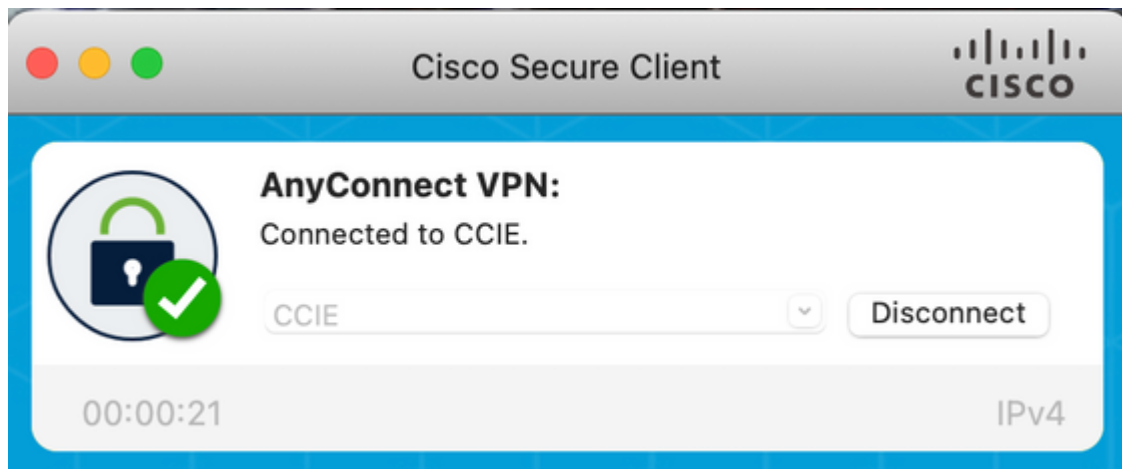 Cisco Secure Client
CISCO
AnyConnect VPN:
Connected to CCIE.
CCIE
Disconnect
00:00:21
IPv4